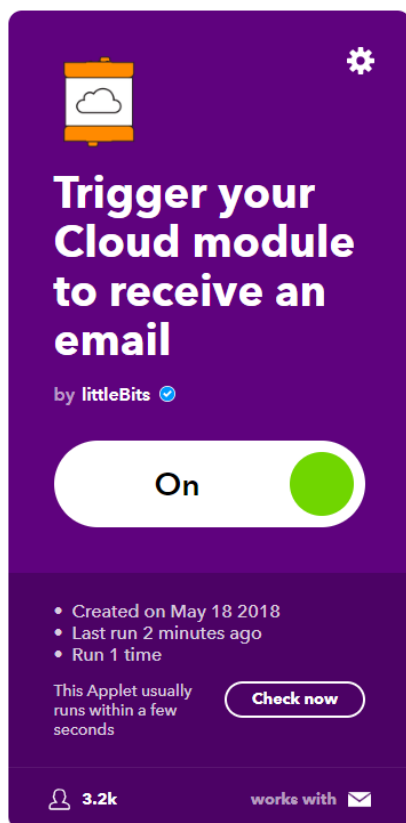 Trigger your
Cloud module
to receive an
email
by littleBits
On
• Created on May 18 2018
• Last run 2 minutes ago
• Run 1 time
This Applet usually
runs within a few
seconds
Check now
3.2k
works with